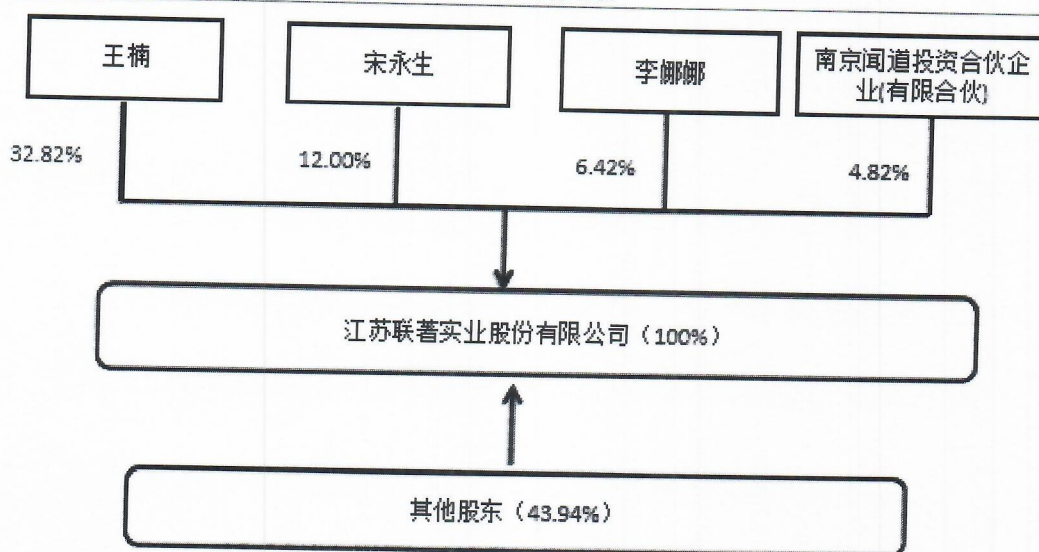 王楠
宋永生
李娜娜
南京闻道投资合伙企
业(有限合伙)
32.82%
12.00%
6.42%
4.82%
江苏联著实业股份有限公司（100%）
其他股东（43.94%）